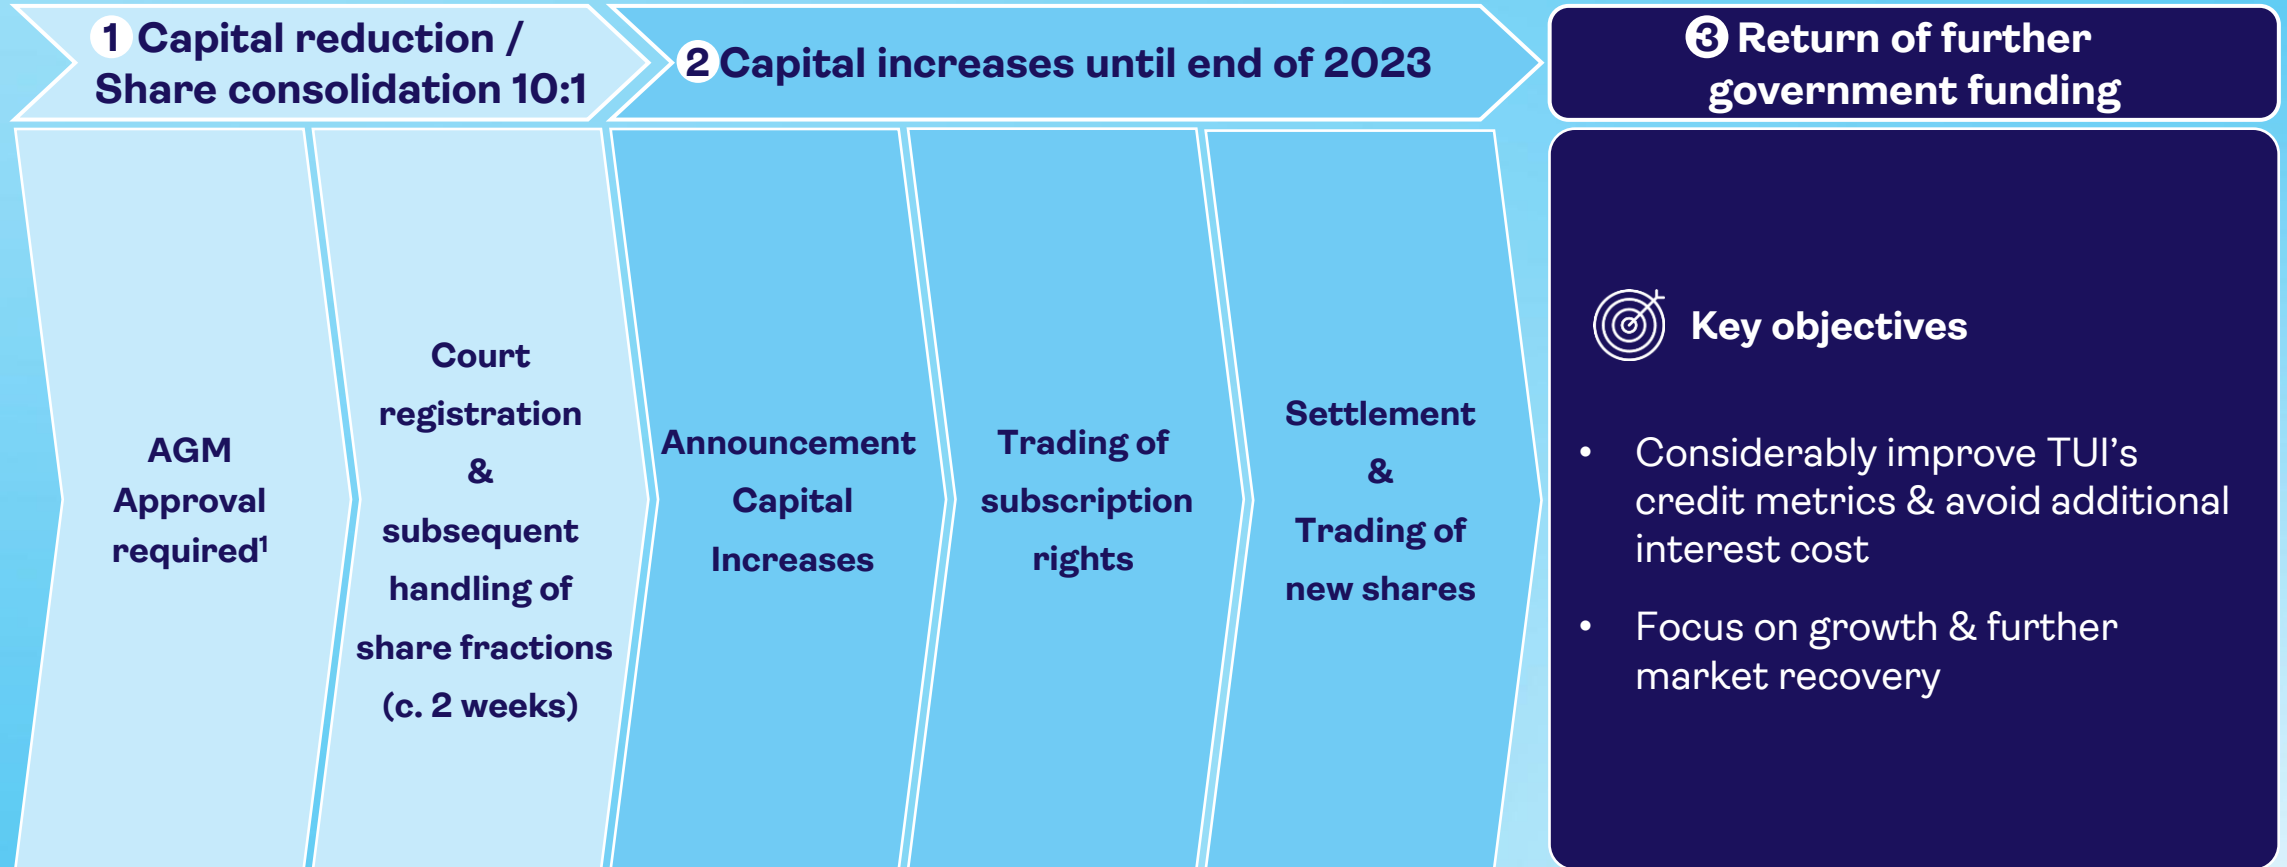 1 Capital reduction /
Share consolidation 10:1
2 Capital increases until end of 2023
3 Return of further
government funding
AGM
Approval
required¹
Court
registration
&
subsequent
handling of
share fractions
(c. 2 weeks)
Announcement
Capital
Increases
Trading of
subscription
rights
Settlement
&
Trading of
new shares
Key objectives
• Considerably improve TUI’s
credit metrics & avoid additional
interest cost
• Focus on growth & further
market recovery